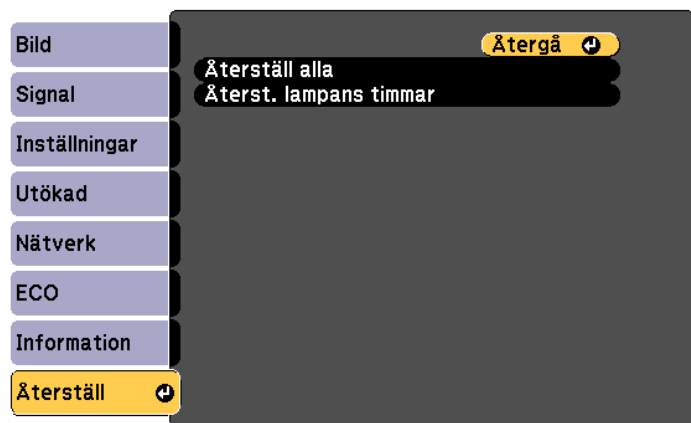 Bild
Signal
Inställningar
Utökad
Nätverk
ECO
Information
Återställ
Återgå
Återställ alla
Återst. lampans timmar